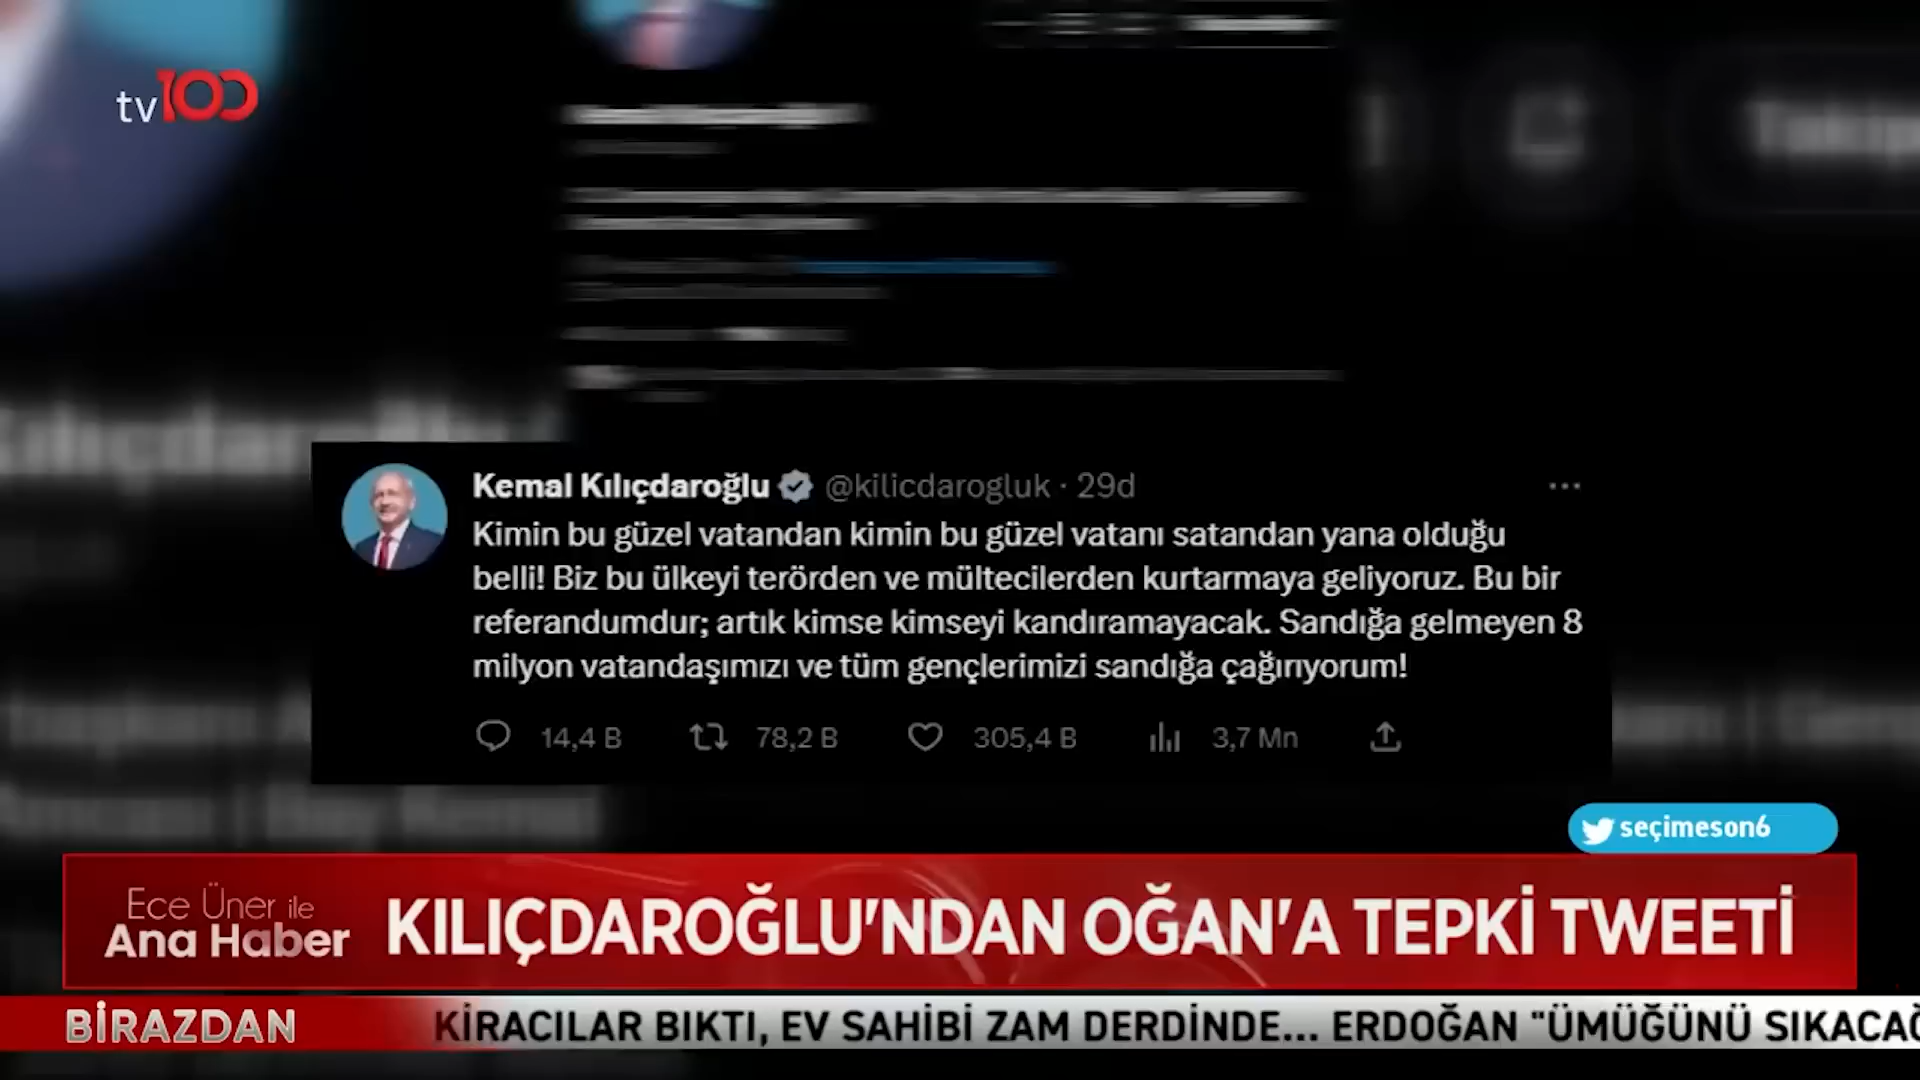 tv100
Kemal Kılıçdaroğlu @kilicdarogluk · 29d
Kimin bu güzel vatandan kimin bu güzel vatanı satandan yana olduğu
belli! Biz bu ülkeyi terörden ve mültecilerden kurtarmaya geliyoruz. Bu bir
referandumdur; artık kimse kimseyi kandıramayacak. Sandığa gelmeyen 8
milyon vatandaşımızı ve tüm gençlerimizi sandığa çağırıyorum!
14,4 B 78,2 B 305,4 B 3,7 Mn
seçimeson6
Ece Üner ile
Ana Haber
KILIÇDAROĞLU'NDAN OĞAN'A TEPKİ TWEETİ
BİRAZDAN
KİRACILAR BIKTI, EV SAHİBİ ZAM DERDİNDE... ERDOĞAN "ÜMÜĞÜNÜ